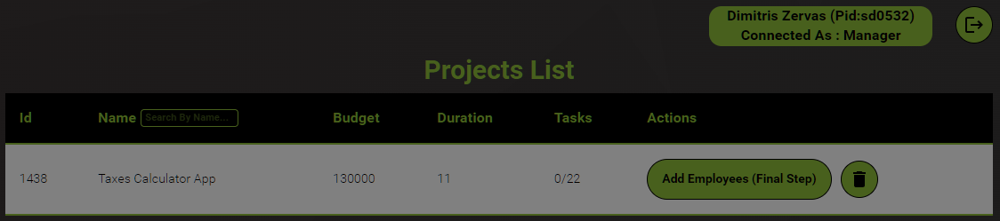 Dimitris Zervas (Pid:sd0532)
Connected As : Manager
Projects List
Id Name Search By Name... Budget Duration Tasks Actions
1438 Taxes Calculator App 130000 11 0/22 Add Employees (Final Step)